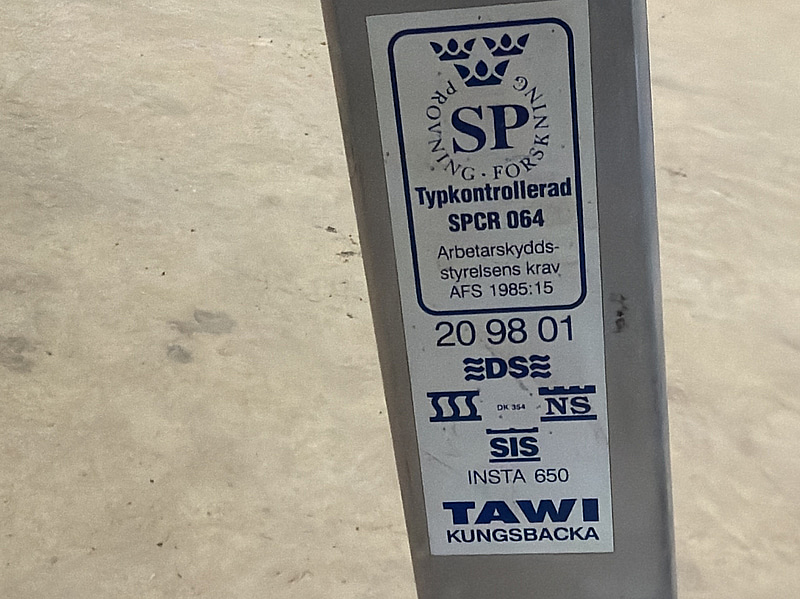 SP
PROVNING · FORSKNING
Typkontrollerad
SPCR 064
Arbetarskydds-
styrelsens krav
AFS 1985:15
20 98 01
DS
SSS DK 354 NS
SIS
INSTA 650
TAWI
KUNGSBACKA